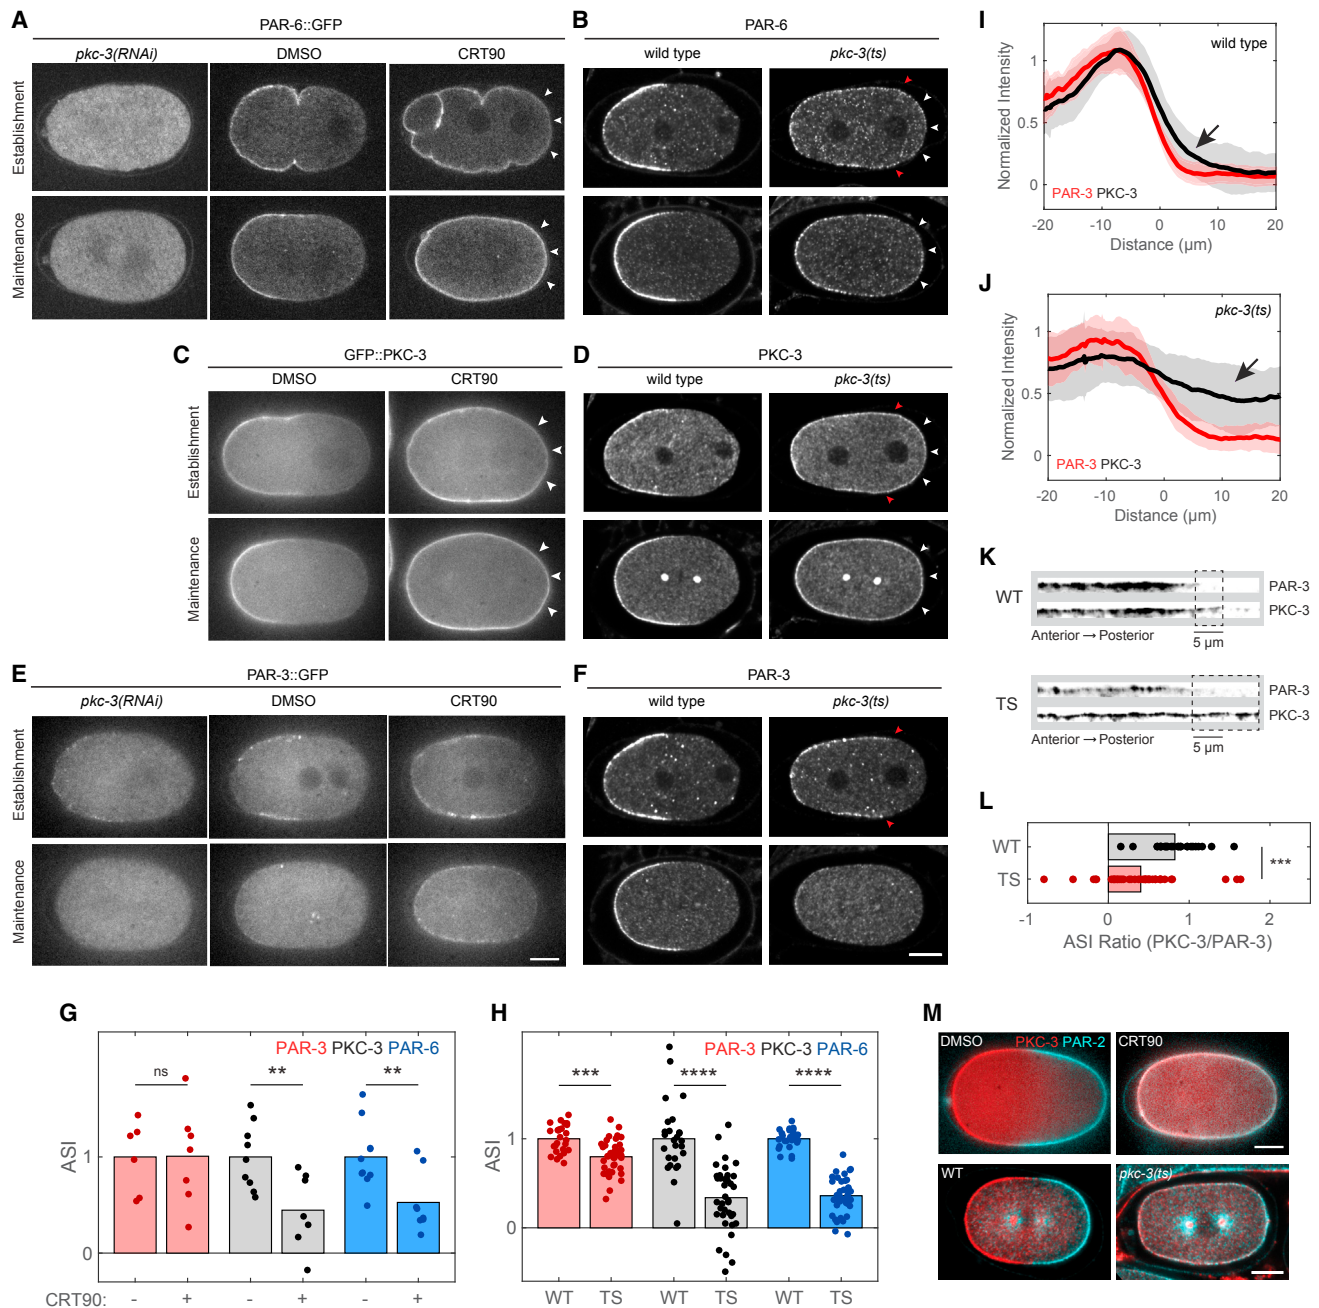 A
PAR-6::GFP
pkc-3(RNAi) DMSO CRT90
Establishment
Maintenance
B
PAR-6
wild type pkc-3(ts)
C
GFP::PKC-3
DMSO CRT90
Establishment
Maintenance
D
PKC-3
wild type pkc-3(ts)
E
PAR-3::GFP
pkc-3(RNAi) DMSO CRT90
Establishment
Maintenance
F
PAR-3
wild type pkc-3(ts)
G
PAR-3 PKC-3 PAR-6
ns ** **
ASI
1
0
CRT90: - + - + - +
H
PAR-3 PKC-3 PAR-6
*** **** ****
ASI
1
0
WT TS WT TS WT TS
I
wild type
Normalized Intensity
1
0.5
0
PAR-3 PKC-3
-20 -10 0 10 20
Distance (µm)
J
pkc-3(ts)
Normalized Intensity
1
0.5
0
PAR-3 PKC-3
-20 -10 0 10 20
Distance (µm)
K
WT
PAR-3
PKC-3
Anterior → Posterior
5 µm
TS
PAR-3
PKC-3
Anterior → Posterior
5 µm
L
WT
TS
***
-1 0 1 2
ASI Ratio (PKC-3/PAR-3)
M
DMSO PKC-3 PAR-2
CRT90
WT
pkc-3(ts)